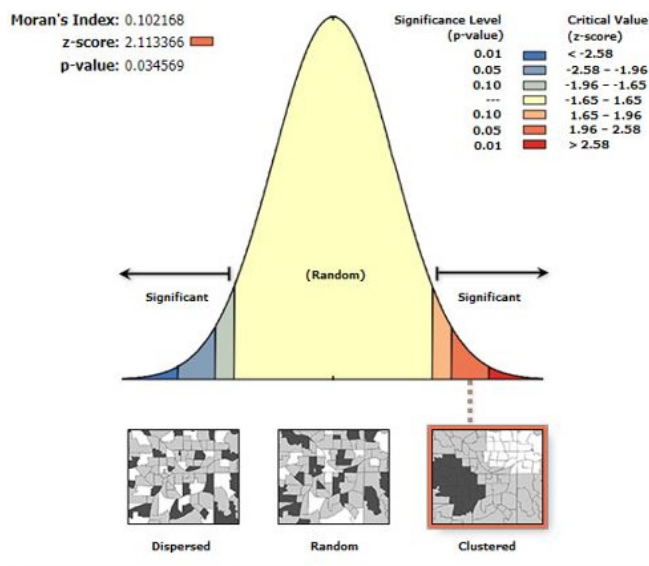 Moran's Index: 0.102168
z-score: 2.113366
p-value: 0.034569
Significance Level
(p-value)
Critical Value
(z-score)
0.01 < -2.58
0.05 -2.58 – -1.96
0.10 -1.96 – -1.65
--- -1.65 – 1.65
0.10 1.65 – 1.96
0.05 1.96 – 2.58
0.01 > 2.58
(Random)
Significant
Significant
Dispersed
Random
Clustered